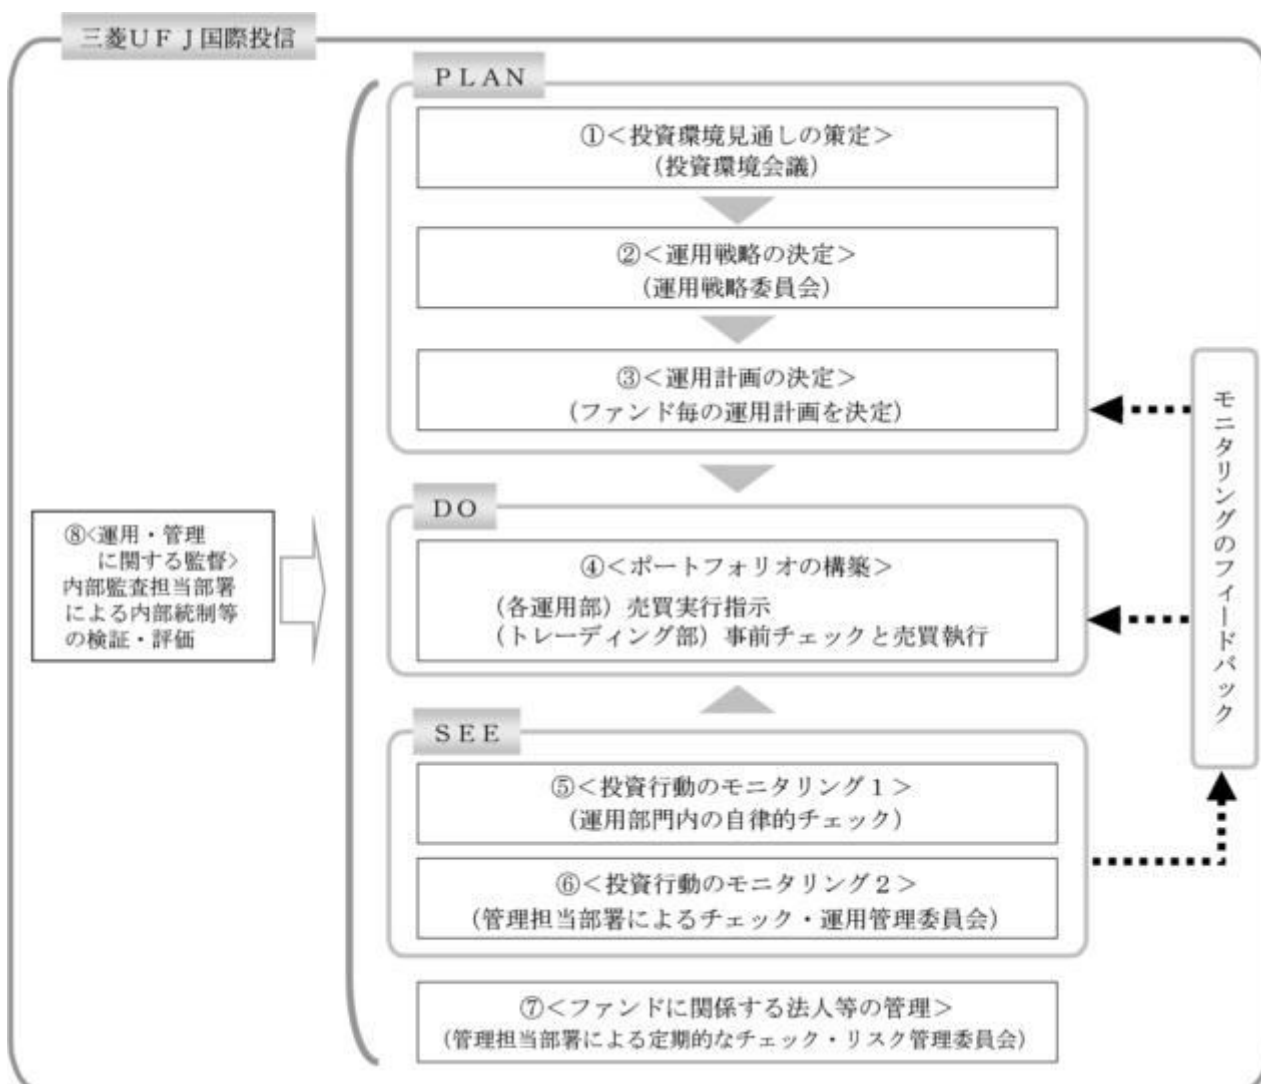 三菱UFJ国際投信
PLAN
①<投資環境見通しの策定>
(投資環境会議)
②<運用戦略の決定>
(運用戦略委員会)
③<運用計画の決定>
(ファンド毎の運用計画を決定)
DO
④<ポートフォリオの構築>
(各運用部)売買実行指示
(トレーディング部)事前チェックと売買執行
SEE
⑤<投資行動のモニタリング1>
(運用部門内の自律的チェック)
⑥<投資行動のモニタリング2>
(管理担当部署によるチェック・運用管理委員会)
⑦<ファンドに関係する法人等の管理>
(管理担当部署による定期的なチェック・リスク管理委員会)
⑧<運用・管理
に関する監督>
内部監査担当部署
による内部統制等
の検証・評価
モニタリングのフィードバック